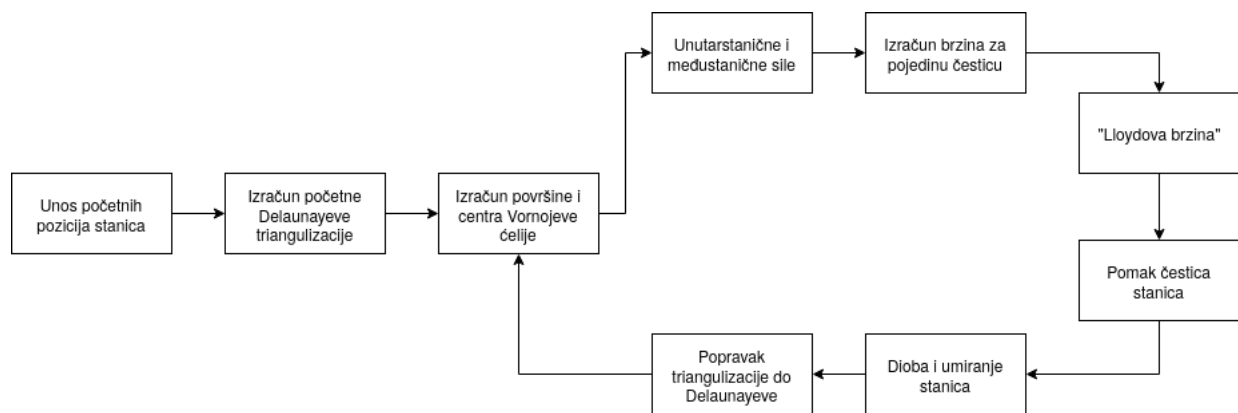 Unos početnih
pozicija stanica
Izračun početne
Delaunayeve
triangulizacije
Izračun površine i
centra Vornojeve
ćelije
Unutarstanične i
međustanične sile
Izračun brzina za
pojedinu česticu
"Lloydova brzina"
Pomak čestica
stanica
Dioba i umiranje
stanica
Popravak
triangulizacije do
Delaunayeve